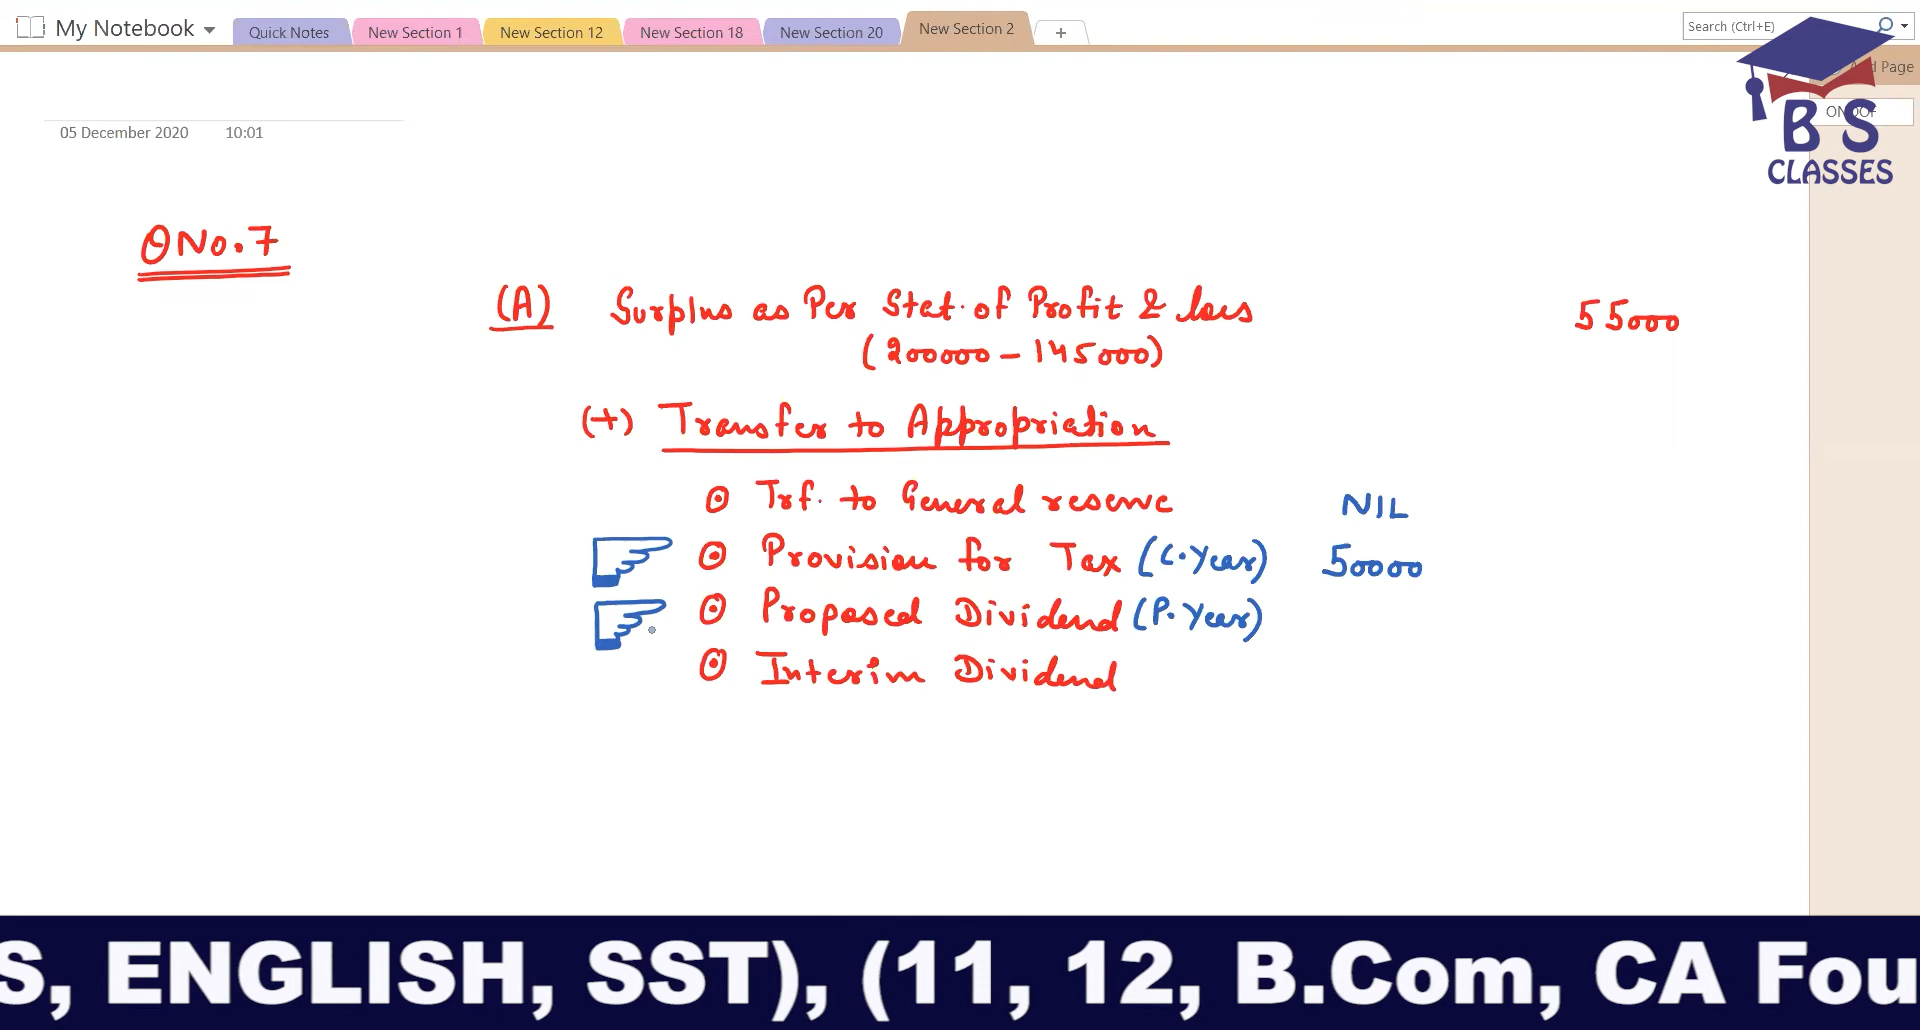 My Notebook
Quick Notes
New Section 1
New Section 12
New Section 18
New Section 20
New Section 2
+
Search (Ctrl+E)
d Page
B S
CLASSES
05 December 2020 10:01
QNo.7
(A) Surplus as Per Stat. of Profit & loss 55000
(200000 - 145000)
(+) Transfer to Appropriation
Trf. to General reserve NIL
Provision for Tax (C.Year) 50000
Proposed Dividend (P.Year)
Interim Dividend
S, ENGLISH, SST), (11, 12, B.Com, CA Fou